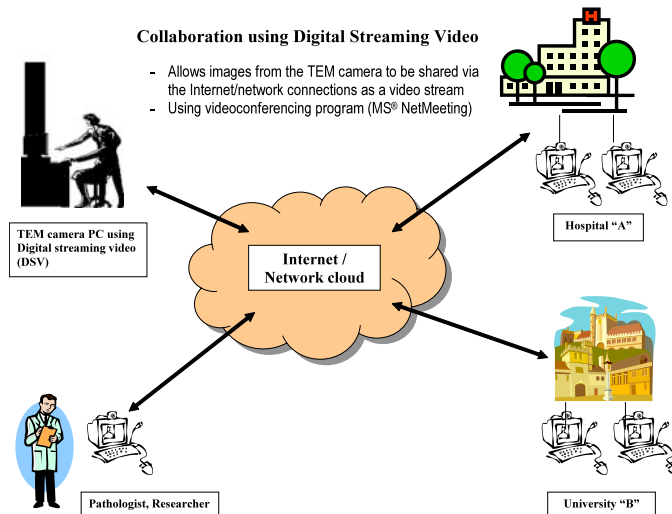 Collaboration using Digital Streaming Video
- Allows images from the TEM camera to be shared via
the Internet/network connections as a video stream
- Using videoconferencing program (MS® NetMeeting)
H
TEM camera PC using
Digital streaming video
(DSV)
Hospital “A”
Internet /
Network cloud
Pathologist, Researcher
University “B”